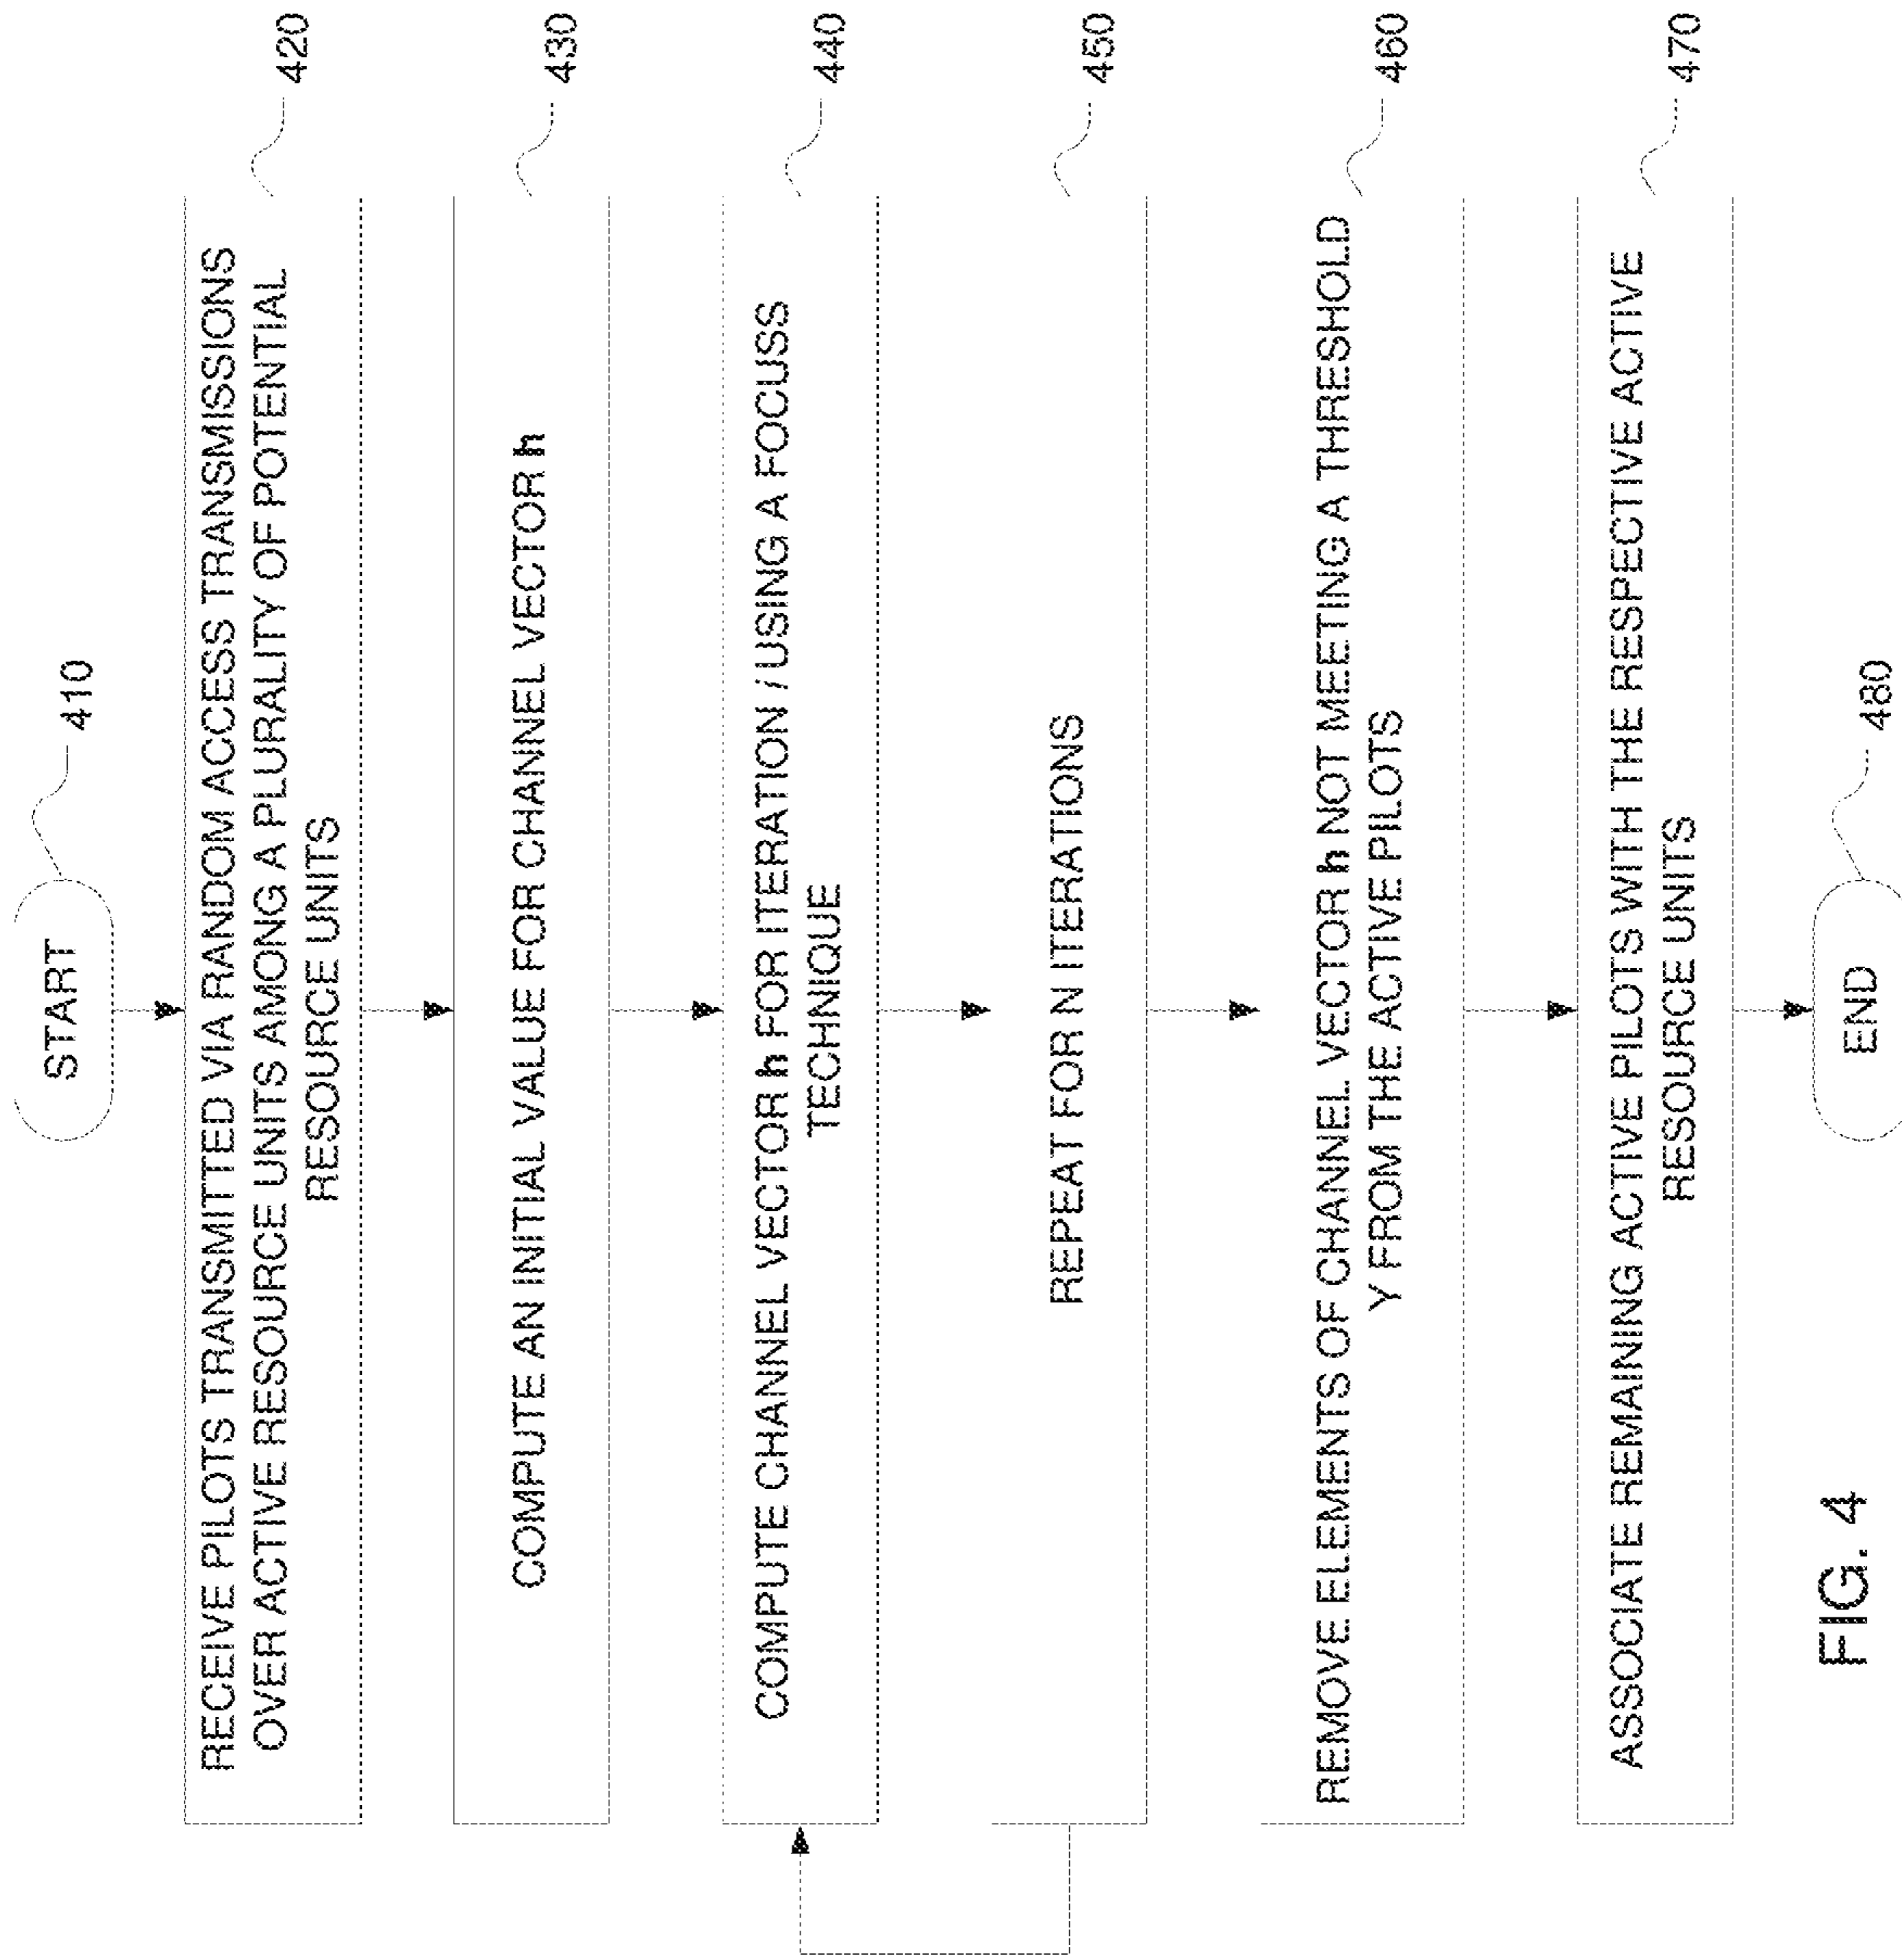 START
410
RECEIVE PILOTS TRANSMITTED VIA RANDOM ACCESS TRANSMISSIONS
OVER ACTIVE RESOURCE UNITS AMONG A PLURALITY OF POTENTIAL
RESOURCE UNITS
420
COMPUTE AN INITIAL VALUE FOR CHANNEL VECTOR h
430
COMPUTE CHANNEL VECTOR h FOR ITERATION i USING A FOCUSS
TECHNIQUE
440
REPEAT FOR N ITERATIONS
450
REMOVE ELEMENTS OF CHANNEL VECTOR h NOT MEETING A THRESHOLD
Y FROM THE ACTIVE PILOTS
460
ASSOCIATE REMAINING ACTIVE PILOTS WITH THE RESPECTIVE ACTIVE
RESOURCE UNITS
470
END
480
FIG. 4